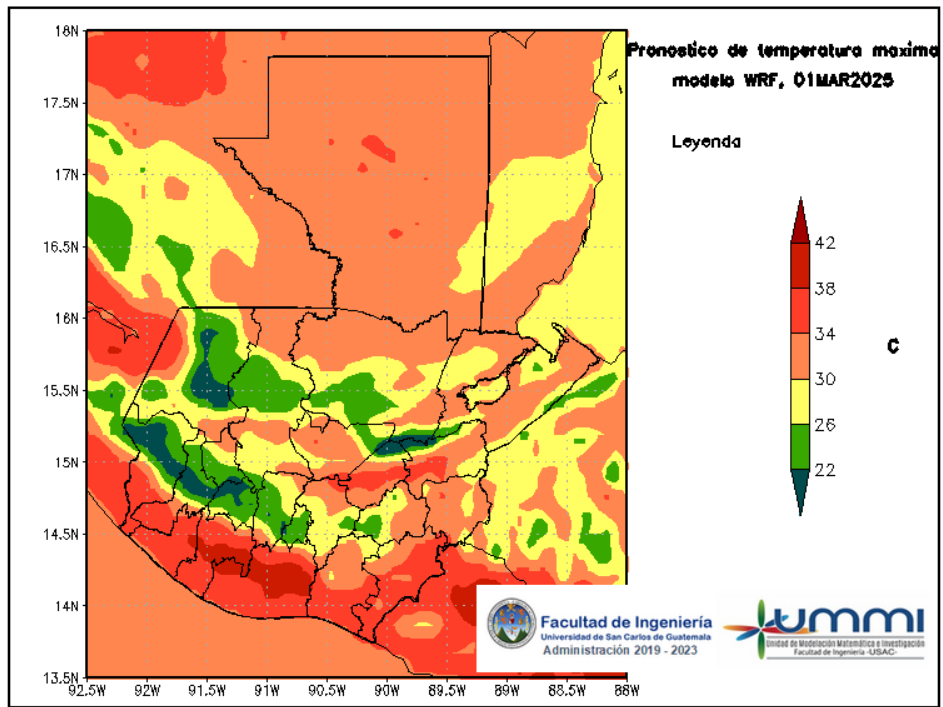 Pronostico de temperatura maxima
modelo WRF, 01MAR2025
Leyenda
42
38
34
30
26
22
C
18N
17.5N
17N
16.5N
16N
15.5N
15N
14.5N
14N
13.5N
92.5W
92W
91.5W
91W
90.5W
90W
89.5W
89W
88.5W
88W
Facultad de Ingeniería
Universidad de San Carlos de Guatemala
Administración 2019 - 2023
UMMI
Unidad de Modelación Matemática e Investigación
Facultad de Ingeniería -USAC-